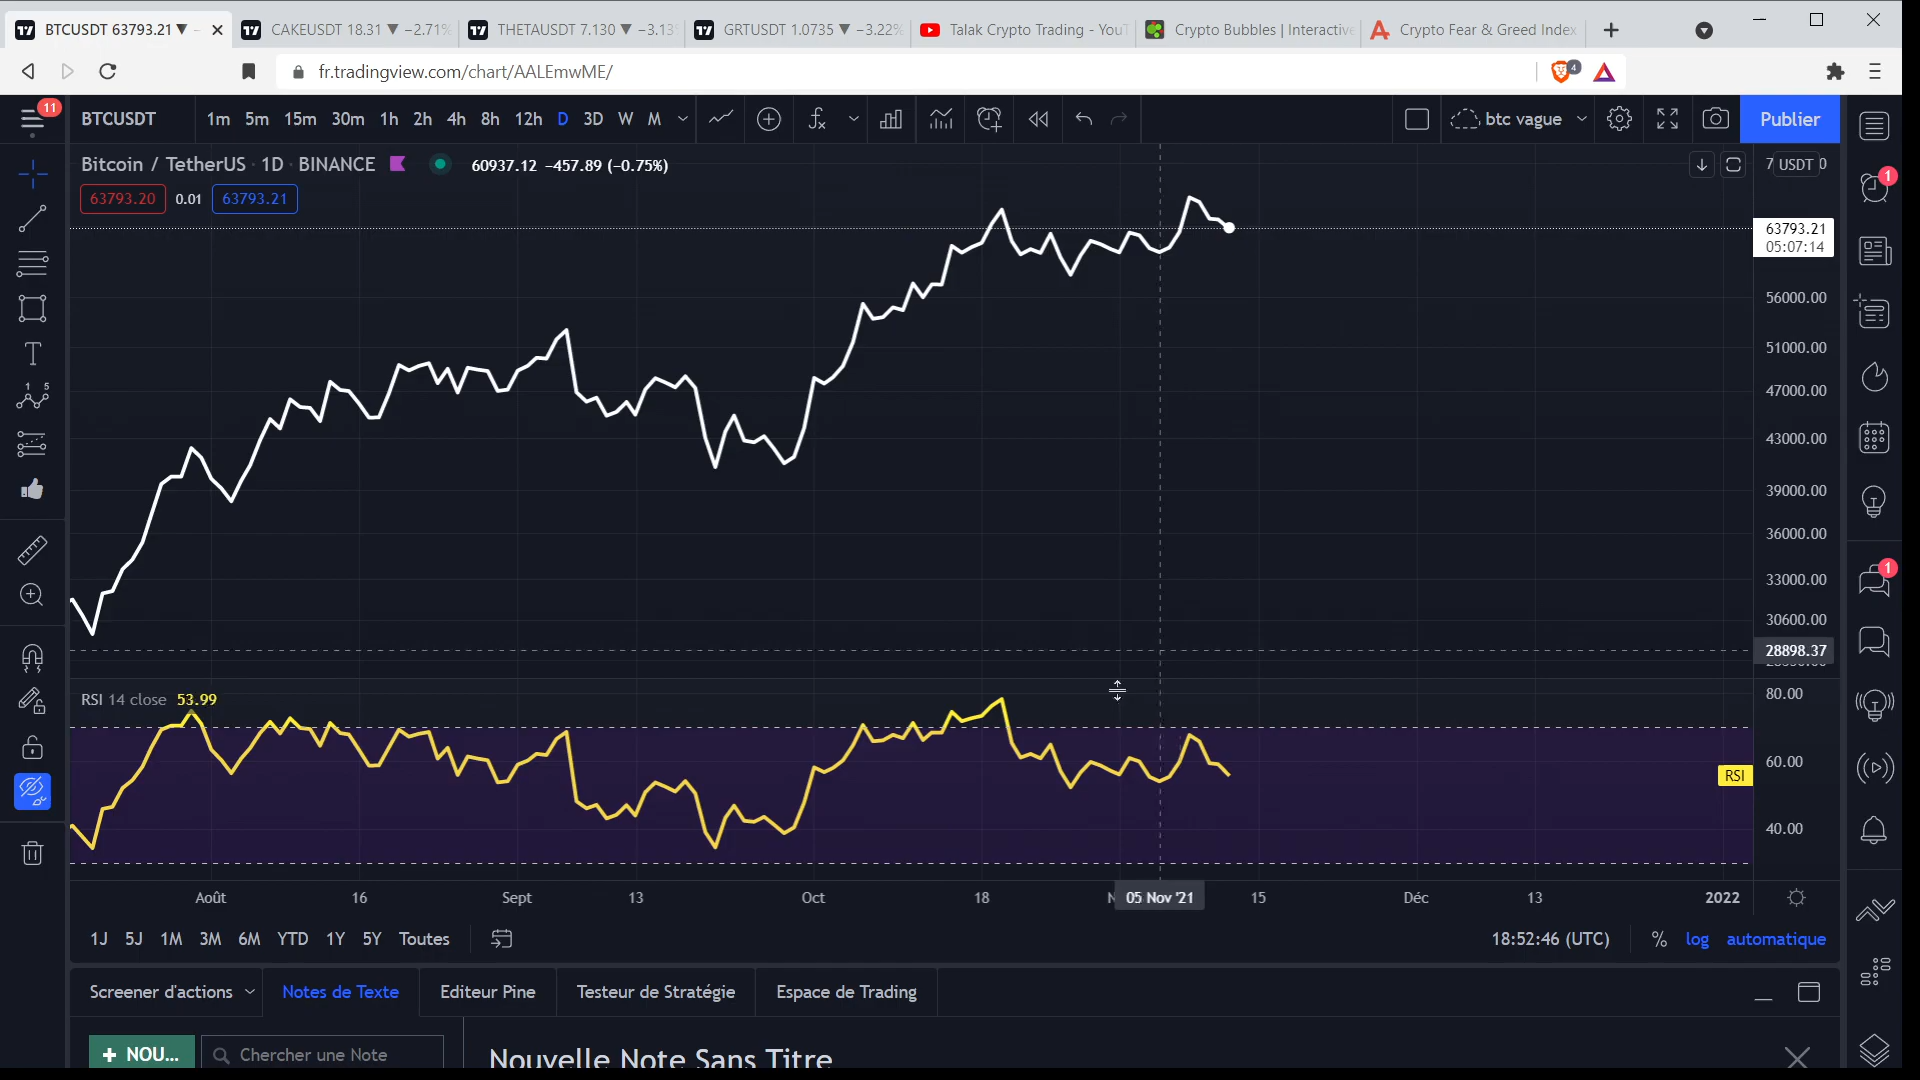 BTCUSDT 63793.21 ▼ −
CAKEUSDT 18.31 ▼ −2.71%
THETAUSDT 7.130 ▼ −3.13%
GRTUSDT 1.0735 ▼ −3.22%
Talak Crypto Trading - YouT
Crypto Bubbles | Interactive
Crypto Fear & Greed Index
fr.tradingview.com/chart/AALEmwME/
4
11
BTCUSDT 1m 5m 15m 30m 1h 2h 4h 8h 12h D 3D W M btc vague Publier
Bitcoin / TetherUS · 1D · BINANCE 60937.12 −457.89 (−0.75%)
7 USDT 0
1
63793.20 0.01 63793.21
63793.21
05:07:14
56000.00
51000.00
47000.00
43000.00
39000.00
36000.00
33000.00
1
30600.00
28898.37
RSI 14 close 53.99
80.00
60.00
RSI
40.00
Août 16 Sept 13 Oct 18 05 Nov '21 15 Déc 13 2022
1J 5J 1M 3M 6M YTD 1Y 5Y Toutes 18:52:46 (UTC) % log automatique
Screener d'actions Notes de Texte Editeur Pine Testeur de Stratégie Espace de Trading
+ NOU... Chercher une Note Nouvelle Note Sans Titre